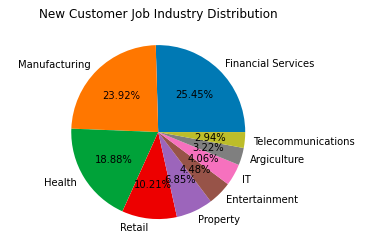 New Customer Job Industry Distribution
Financial Services
25.45%
Manufacturing
23.92%
Health
18.88%
Retail
10.21%
Property
6.85%
Entertainment
4.48%
IT
4.06%
Argiculture
3.22%
Telecommunications
2.94%